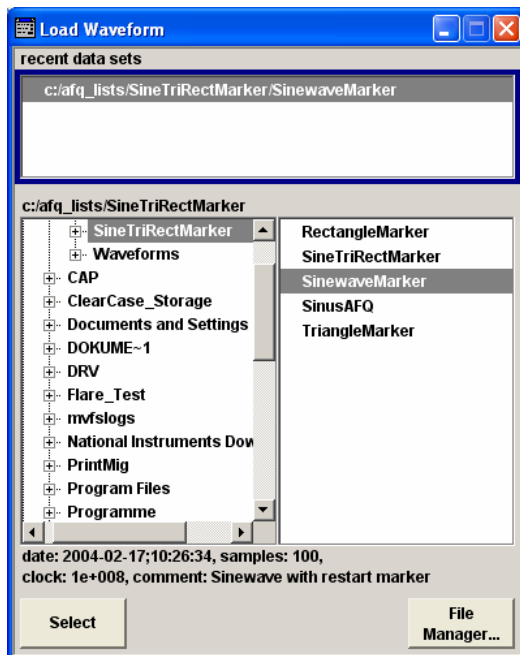 Load Waveform
recent data sets
c:/afq_lists/SineTriRectMarker/SinewaveMarker
c:/afq_lists/SineTriRectMarker
SineTriRectMarker
Waveforms
CAP
ClearCase_Storage
Documents and Settings
DOKUME~1
DRV
Flare_Test
mvfslogs
National Instruments Dow
PrintMig
Program Files
Programme
RectangleMarker
SineTriRectMarker
SinewaveMarker
SinusAFQ
TriangleMarker
date: 2004-02-17;10:26:34, samples: 100,
clock: 1e+008, comment: Sinewave with restart marker
Select
File
Manager...